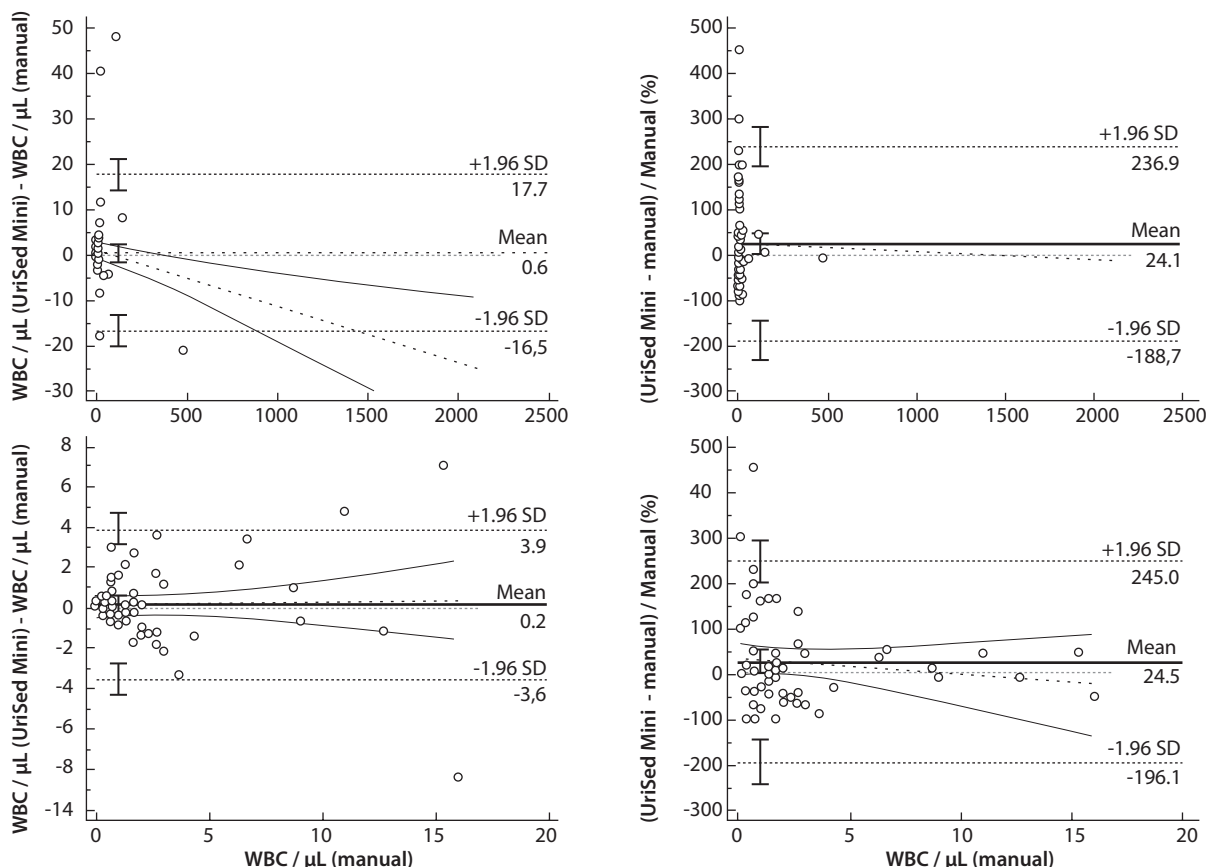 WBC / μL (UriSed Mini) - WBC / μL (manual)
50
40
30
20
10
0
-10
-20
-30
+1.96 SD
17.7
Mean
0.6
-1.96 SD
-16,5
0 500 1000 1500 2000 2500
(UriSed Mini - manual) / Manual (%)
500
400
300
200
100
0
-100
-200
-300
+1.96 SD
236.9
Mean
24.1
-1.96 SD
-188,7
0 500 1000 1500 2000 2500
WBC / μL (UriSed Mini) - WBC / μL (manual)
8
6
4
2
0
-2
-4
-6
-8
-14
+1.96 SD
3.9
Mean
0.2
-1.96 SD
-3,6
0 5 10 15 20
WBC / μL (manual)
(UriSed Mini - manual) / Manual (%)
500
400
300
200
100
50
0
-100
-200
-300
+1.96 SD
245.0
Mean
24.5
-1.96 SD
-196.1
0 5 10 15 20
WBC / μL (manual)